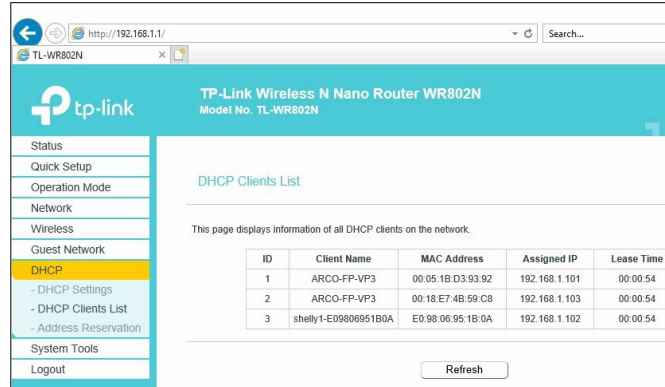 http://192.168.1.1/
Search...
TL-WR802N
tp-link
TP-Link Wireless N Nano Router WR802N
Model No. TL-WR802N
Status
Quick Setup
Operation Mode
Network
Wireless
Guest Network
DHCP
- DHCP Settings
- DHCP Clients List
- Address Reservation
System Tools
Logout
DHCP Clients List
This page displays information of all DHCP clients on the network.
ID Client Name MAC Address Assigned IP Lease Time
1 ARCO-FP-VP3 00:05:1B:D3:93:92 192.168.1.101 00:00:54
2 ARCO-FP-VP3 00:18:E7:4B:59:C8 192.168.1.103 00:00:54
3 shelly1-E09806951B0A E0:98:06:95:1B:0A 192.168.1.102 00:00:54
Refresh